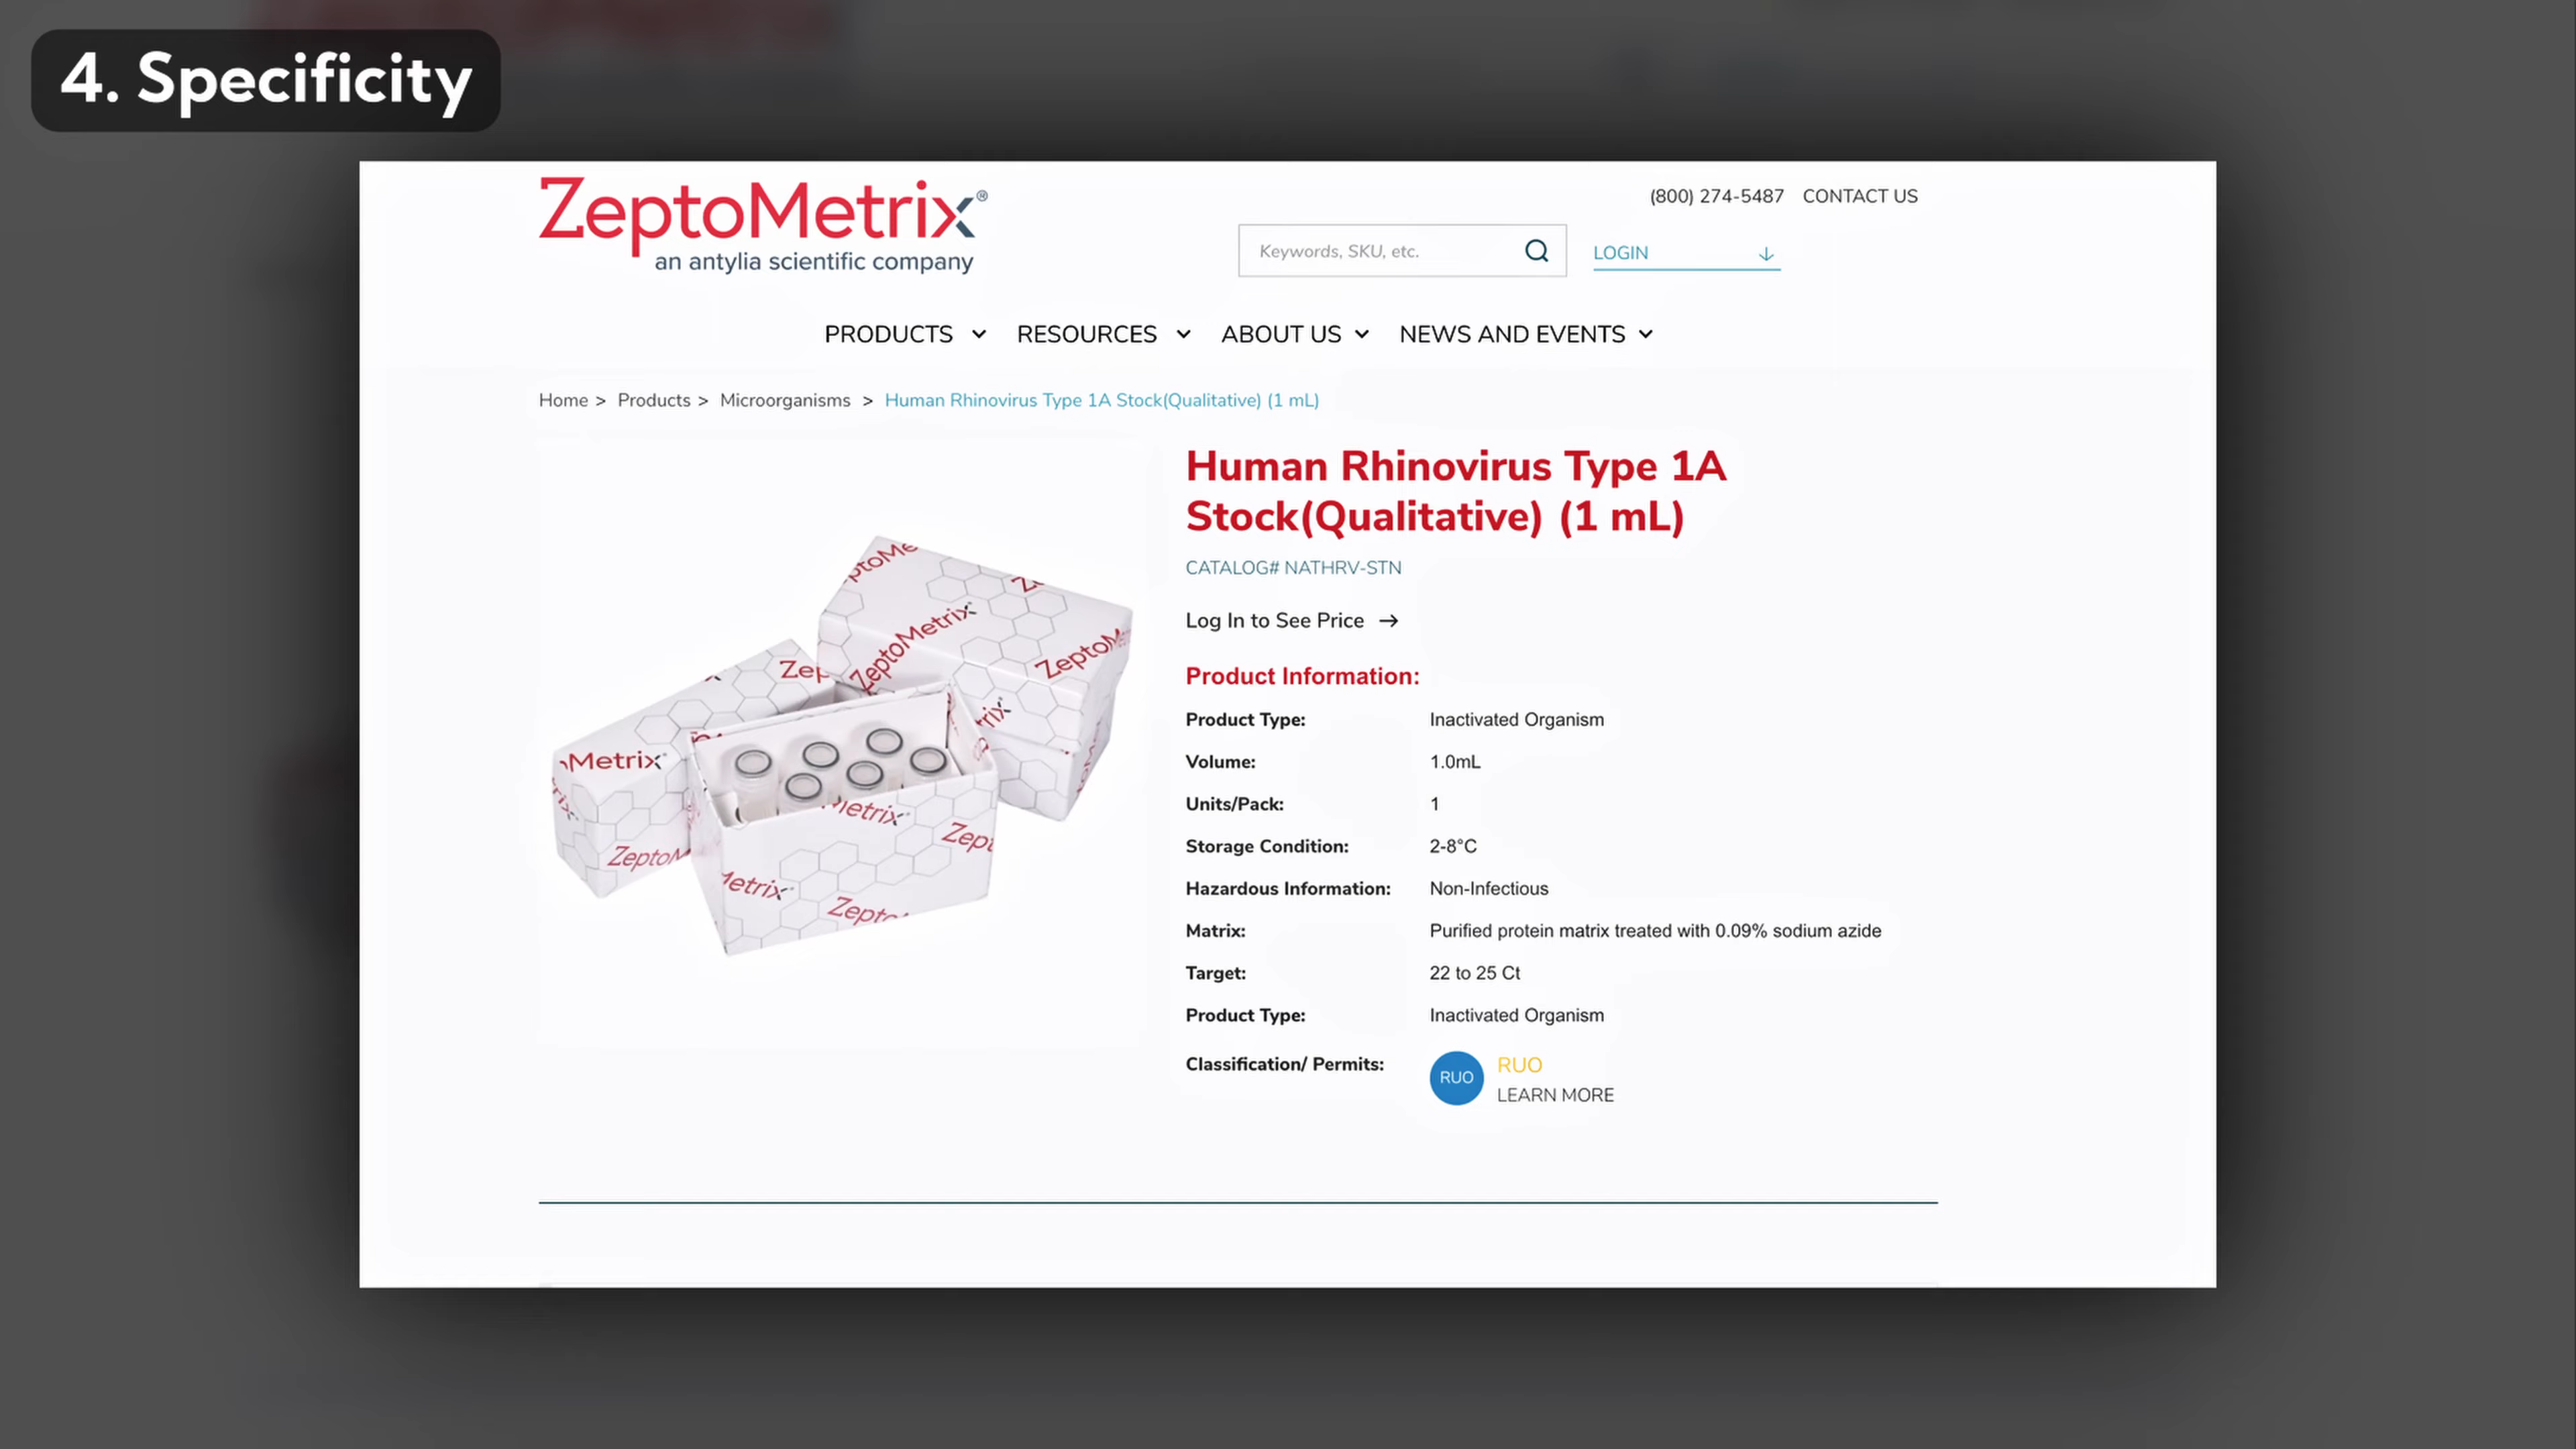 4. Specificity
ZeptoMetrix®
an antylia scientific company
(800) 274-5487 CONTACT US
Keywords, SKU, etc.
LOGIN
PRODUCTS RESOURCES ABOUT US NEWS AND EVENTS
Home > Products > Microorganisms > Human Rhinovirus Type 1A Stock(Qualitative) (1 mL)
Human Rhinovirus Type 1A
Stock(Qualitative) (1 mL)
CATALOG# NATHRV-STN
Log In to See Price →
Product Information:
Product Type: Inactivated Organism
Volume: 1.0mL
Units/Pack: 1
Storage Condition: 2-8°C
Hazardous Information: Non-Infectious
Matrix: Purified protein matrix treated with 0.09% sodium azide
Target: 22 to 25 Ct
Product Type: Inactivated Organism
Classification/ Permits: RUO RUO
LEARN MORE
ZeptoMetrix